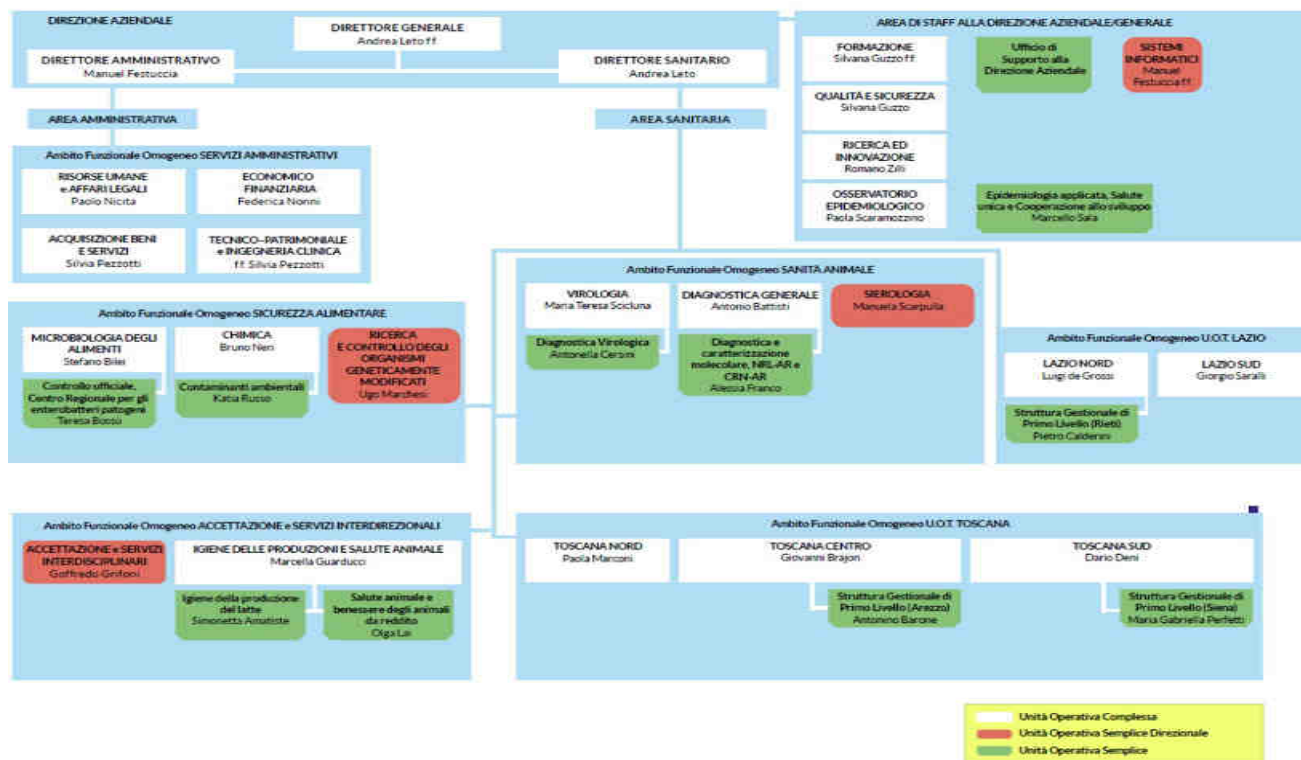 DIREZIONE AZIENDALE
DIRETTORE GENERALE
Andrea Leto ff
DIRETTORE AMMINISTRATIVO
Manuel Festuccia
DIRETTORE SANITARIO
Andrea Leto
AREA AMMINISTRATIVA
AREA SANITARIA
AREA DI STAFF ALLA DIREZIONE AZIENDALE/GENERALE
FORMAZIONE
Silvana Guzzo ff
Ufficio di
Supporto alla
Direzione Aziendale
SISTEMI
INFORMATICI
Manuel
Festuccia ff
QUALITÀ E SICUREZZA
Silvana Guzzo
RICERCA ED
INNOVAZIONE
Romano Zilli
OSSERVATORIO
EPIDEMIOLOGICO
Paola Scaramozzino
Epidemiologia applicata, Salute
unica e Cooperazione allo sviluppo
Marcello Sala
Ambito Funzionale Omogeneo SERVIZI AMMINISTRATIVI
RISORSE UMANE
e AFFARI LEGALI
Paolo Nicita
ECONOMICO
FINANZIARIA
Federica Nonni
ACQUISIZIONE BENI
E SERVIZI
Silvia Pezzotti
TECNICO-PATRIMONIALE
e INGEGNERIA CLINICA
ff Silvia Pezzotti
Ambito Funzionale Omogeneo SICUREZZA ALIMENTARE
MICROBIOLOGIA DEGLI
ALIMENTI
Stefano Bilei
Controllo ufficiale,
Centro Regionale per gli
enterobatteri patogeni
Teresa Bossù
CHIMICA
Bruno Neri
Contaminanti ambientali
Katia Russo
RICERCA
E CONTROLLO DEGLI
ORGANISMI
GENETICAMENTE
MODIFICATI
Ugo Marchesi
Ambito Funzionale Omogeneo SANITÀ ANIMALE
VIROLOGIA
Maria Teresa Scicluna
Diagnostica Virologica
Antonella Cersini
DIAGNOSTICA GENERALE
Antonio Battisti
Diagnostica e
caratterizzazione
molecolare, NRL-AR e
CRN-AR
Alessia Franco
SIEROLOGIA
Manuela Scarpulla
Ambito Funzionale Omogeneo U.O.T. LAZIO
LAZIO NORD
Luigi de Grossi
LAZIO SUD
Giorgio Saralli
Struttura Gestionale di
Primo Livello (Rieti)
Pietro Calderini
Ambito Funzionale Omogeneo ACCETTAZIONE e SERVIZI INTERDIREZIONALI
ACCETTAZIONE e SERVIZI
INTERDISCIPLINARI
Goffredo Grifoni
IGIENE DELLE PRODUZIONI E SALUTE ANIMALE
Marcella Guarducci
Igiene della produzione
del latte
Simonetta Amatiste
Salute animale e
benessere degli animali
da reddito
Olga Lai
Ambito Funzionale Omogeneo U.O.T. TOSCANA
TOSCANA NORD
Paola Marconi
TOSCANA CENTRO
Giovanni Brajon
TOSCANA SUD
Dario Deni
Struttura Gestionale di
Primo Livello (Arezzo)
Antonino Barone
Struttura Gestionale di
Primo Livello (Siena)
Maria Gabriella Perfetti
Unità Operativa Complessa
Unità Operativa Semplice Direzionale
Unità Operativa Semplice